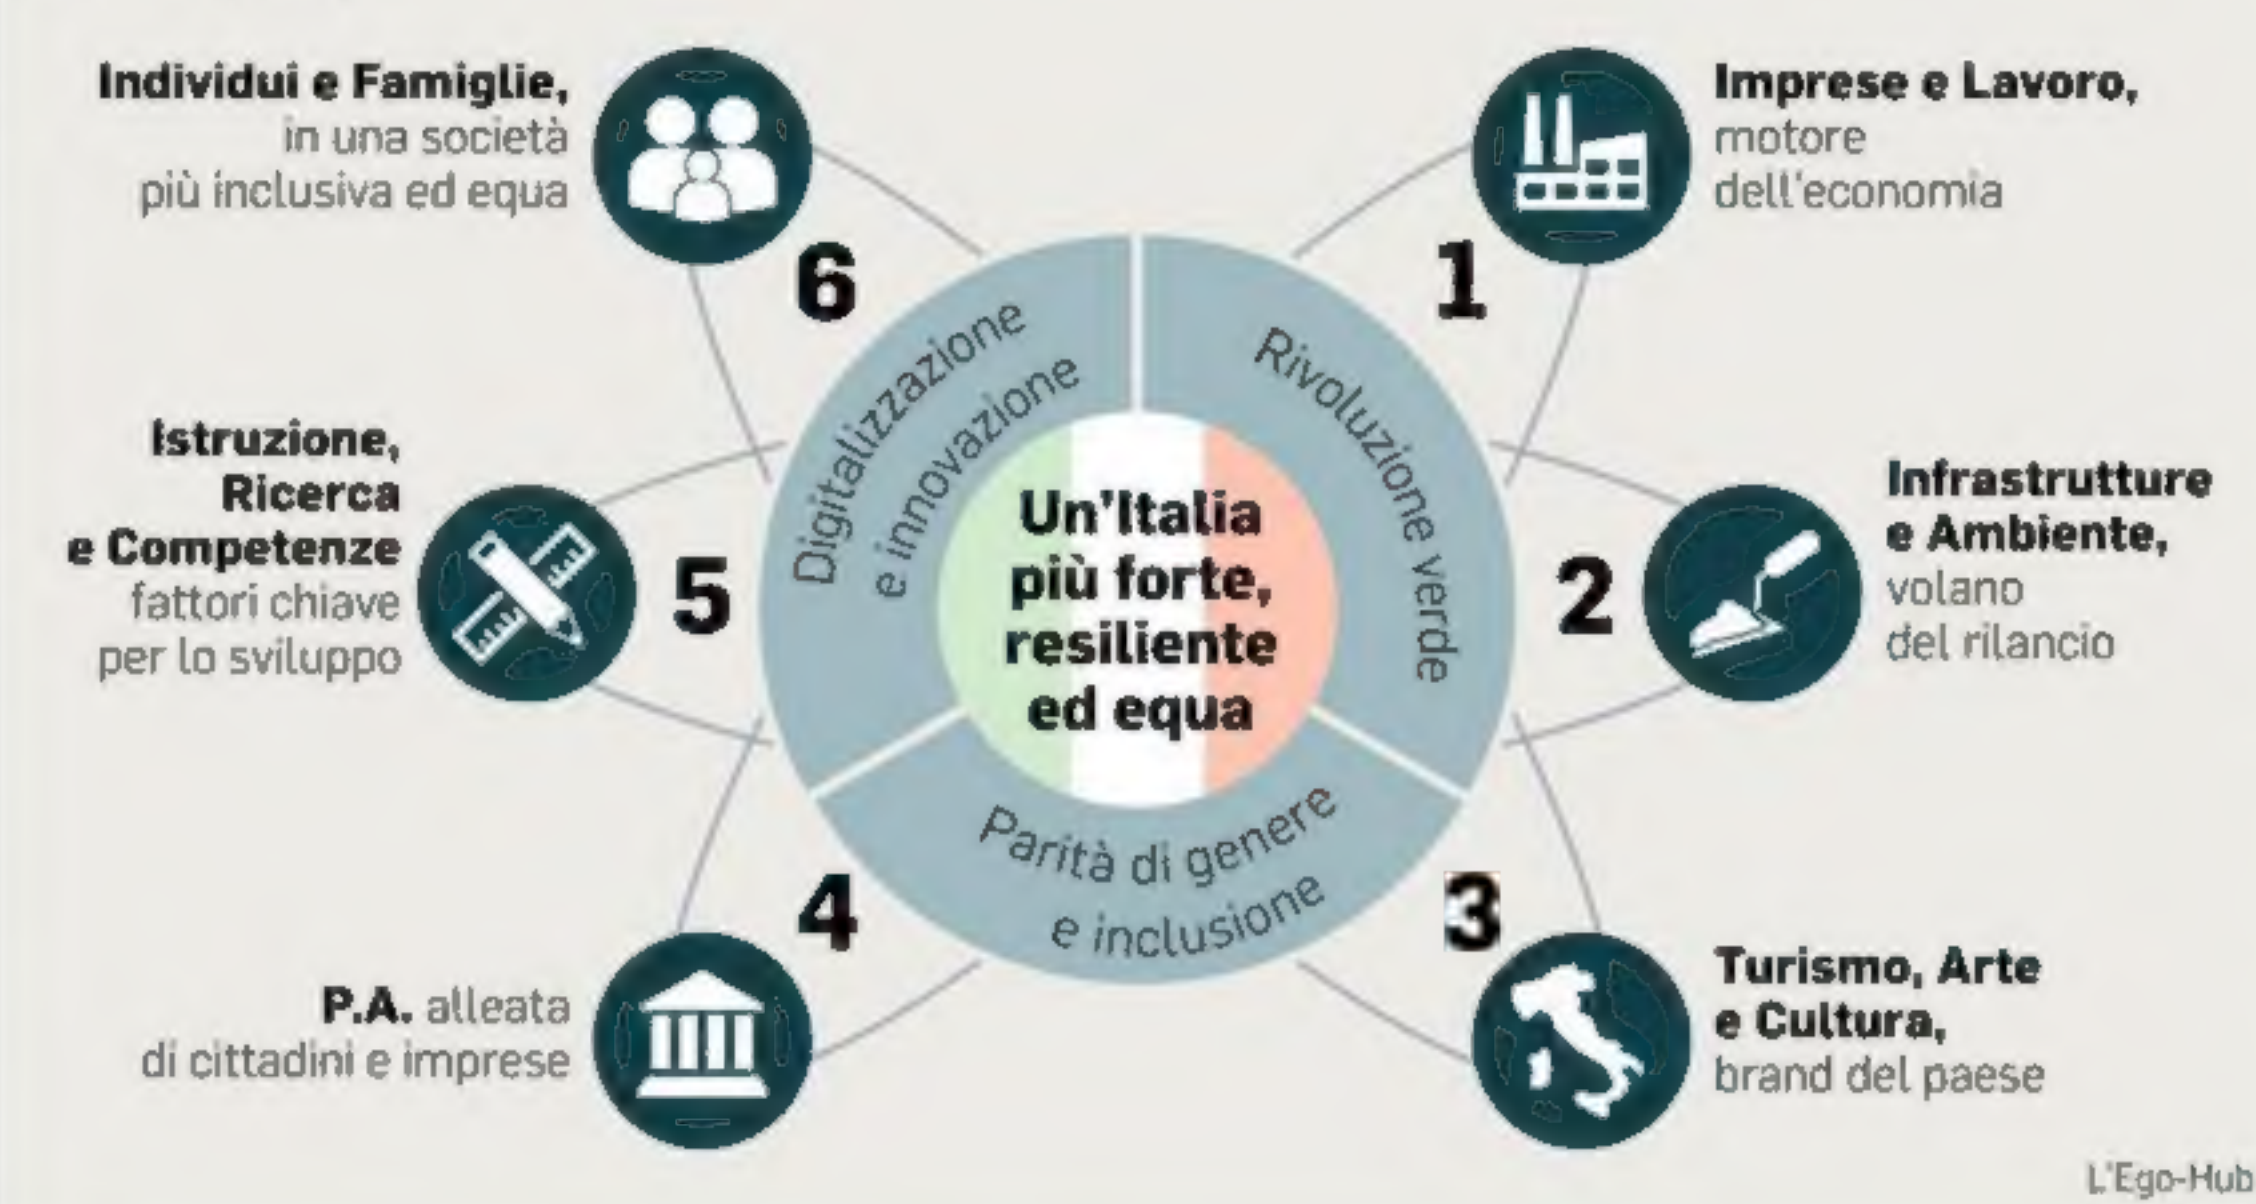 Individui e Famiglie,
in una società
più inclusiva ed equa
6
Imprese e Lavoro,
motore
dell'economia
1
Istruzione,
Ricerca
e Competenze
fattori chiave
per lo sviluppo
5
Digitalizzazione
e innovazione
Rivoluzione verde
Un'Italia
più forte,
resiliente
ed equa
2
Infrastrutture
e Ambiente,
volano
del rilancio
Parità di genere
e inclusione
4
P.A. alleata
di cittadini e imprese
3
Turismo, Arte
e Cultura,
brand del paese
L'Ego-Hub